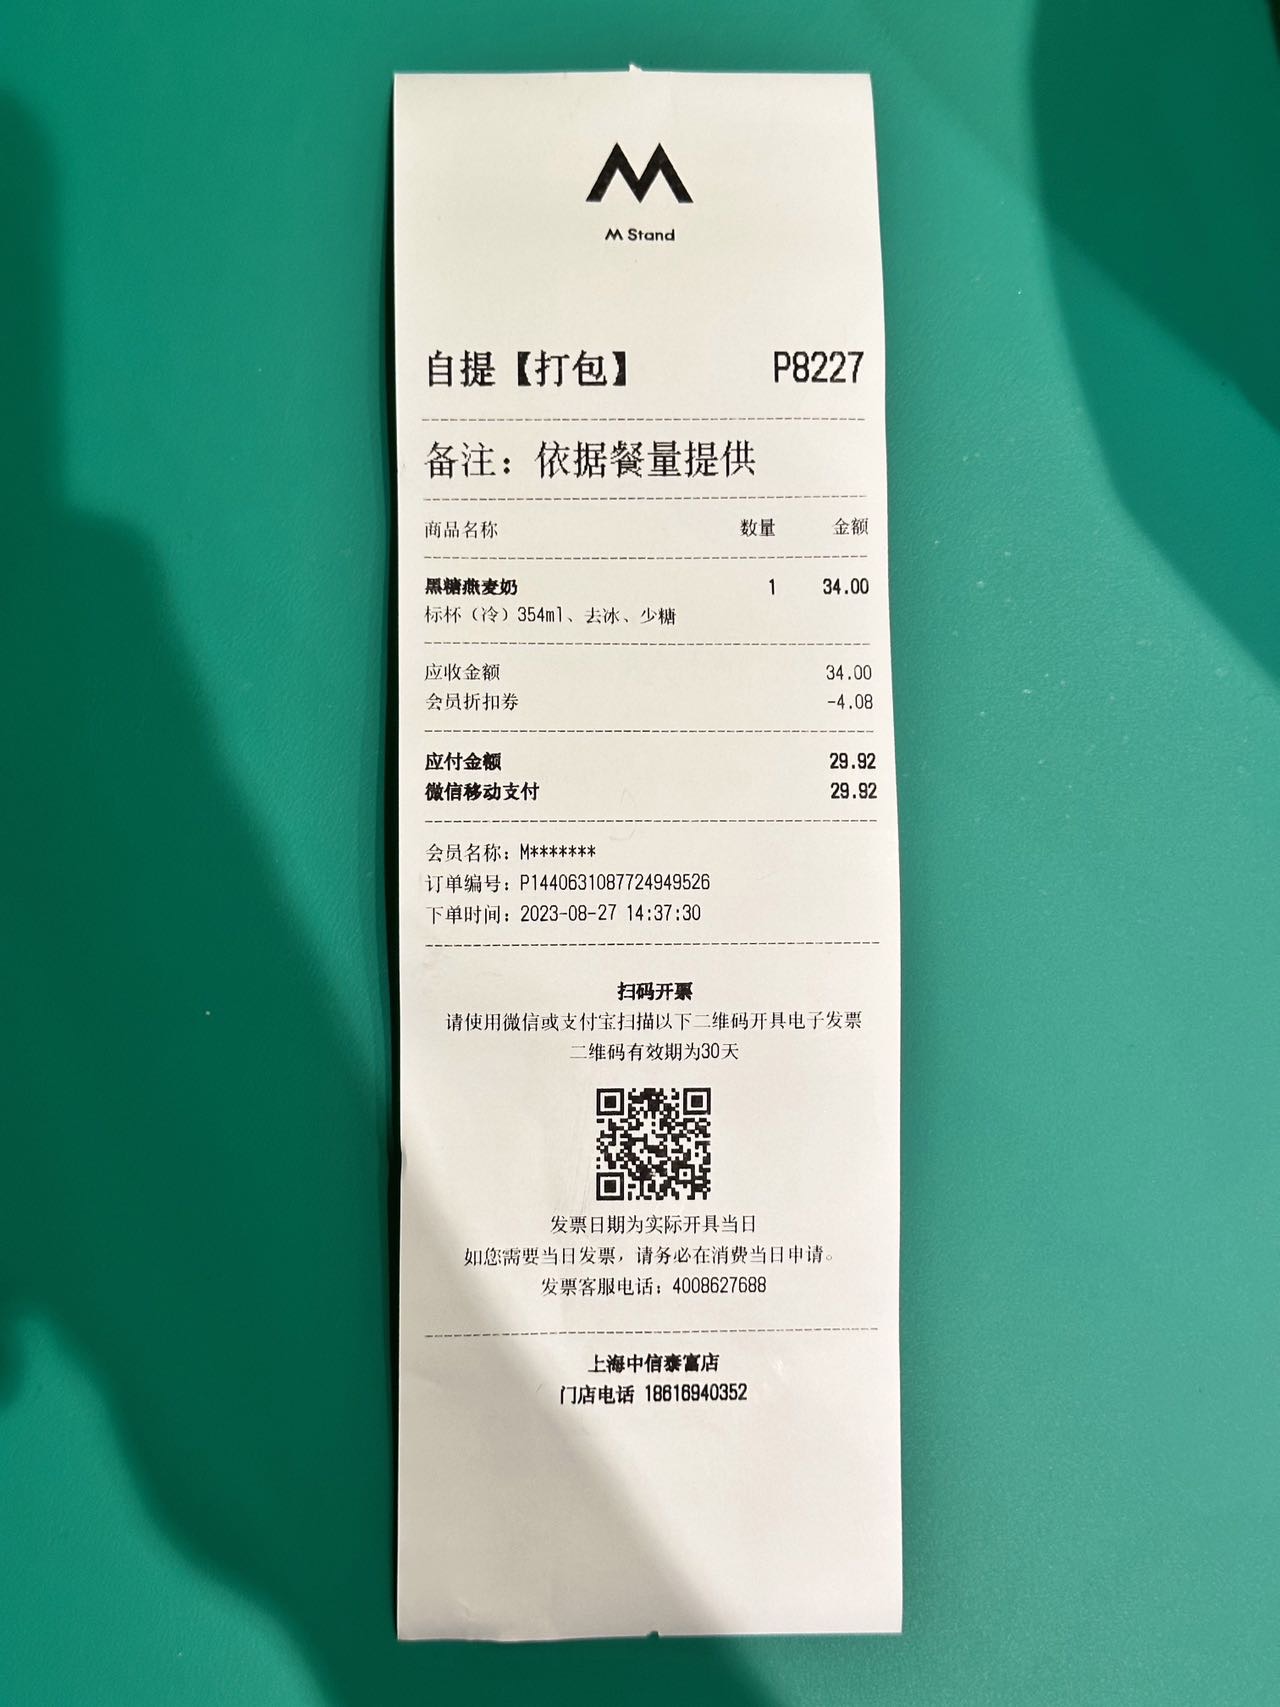 M Stand
自提【打包】 P8227
备注：依据餐量提供
商品名称 数量 金额
黑糖燕麦奶 1 34.00
标杯（冷）354ml、去冰、少糖
应收金额 34.00
会员折扣券 -4.08
应付金额 29.92
微信移动支付 29.92
会员名称：M*******
订单编号：P1440631087724949526
下单时间：2023-08-27 14:37:30
扫码开票
请使用微信或支付宝扫描以下二维码开具电子发票
二维码有效期为30天
发票日期为实际开具当日
如您需要当日发票，请务必在消费当日申请。
发票客服电话：4008627688
上海中信泰富店
门店电话 18616940352